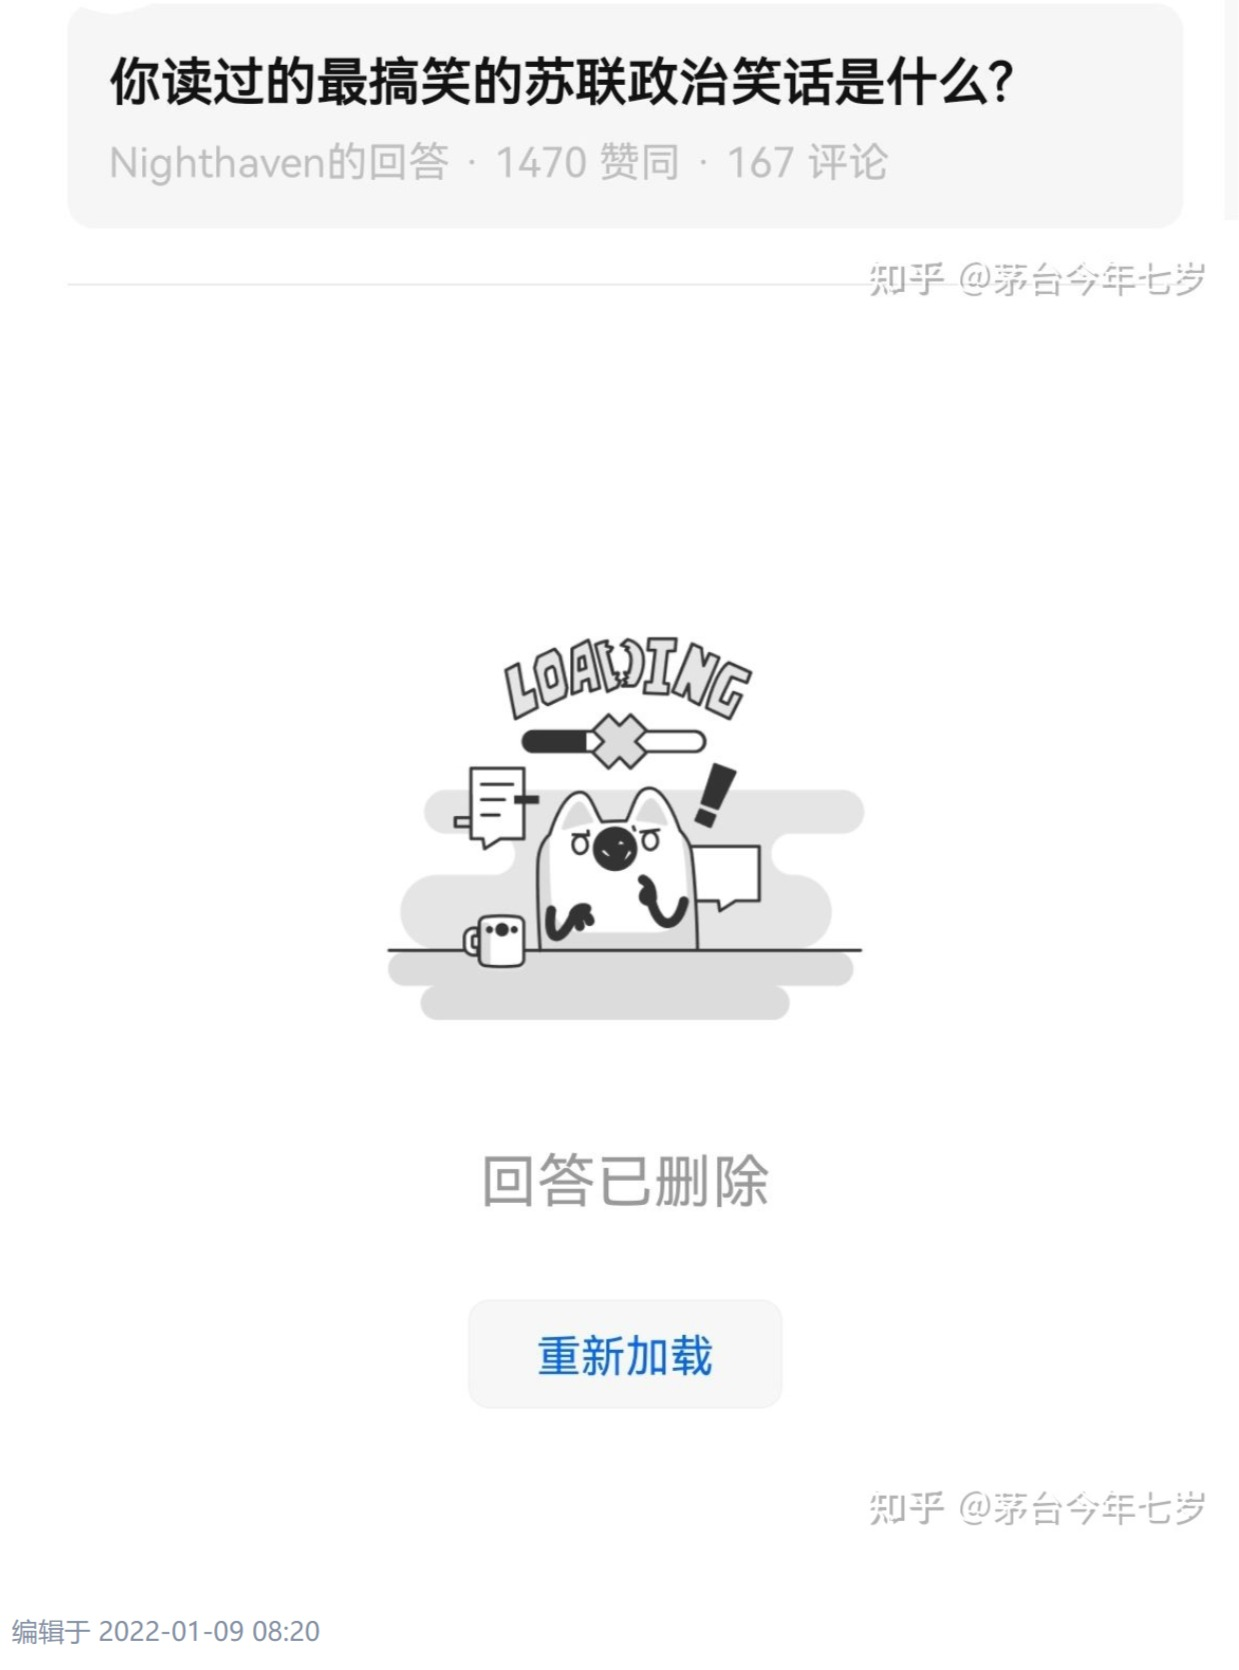 你读过的最搞笑的苏联政治笑话是什么?
Nighthaven的回答 · 1470 赞同 · 167 评论
知乎 @茅台今年七岁
LOADING
回答已删除
重新加载
知乎 @茅台今年七岁
编辑于 2022-01-09 08:20